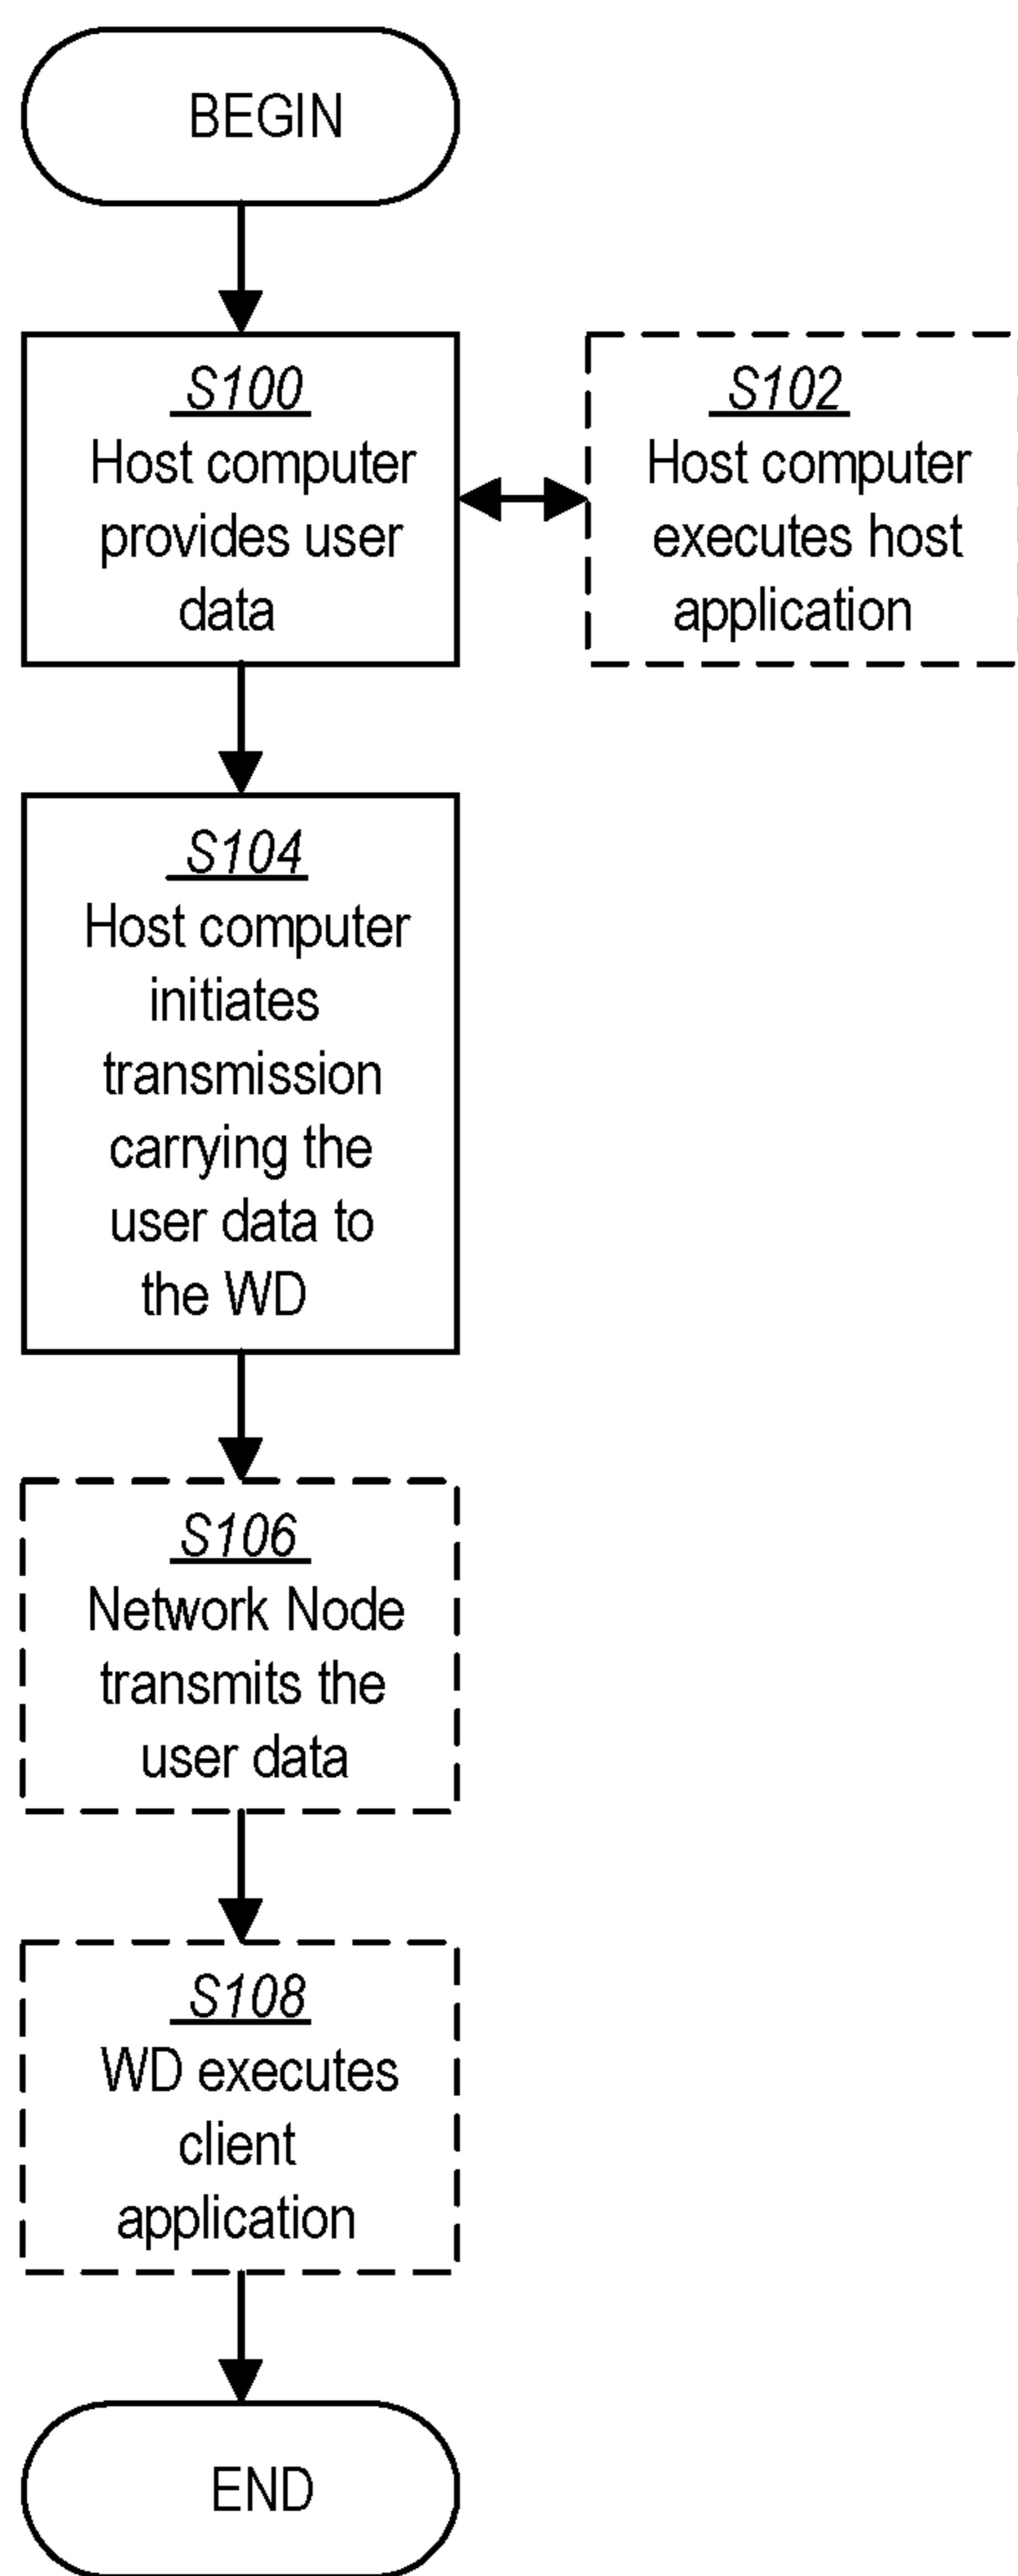 BEGIN
S100
Host computer
provides user
data
S102
Host computer
executes host
application
S104
Host computer
initiates
transmission
carrying the
user data to
the WD
S106
Network Node
transmits the
user data
S108
WD executes
client
application
END